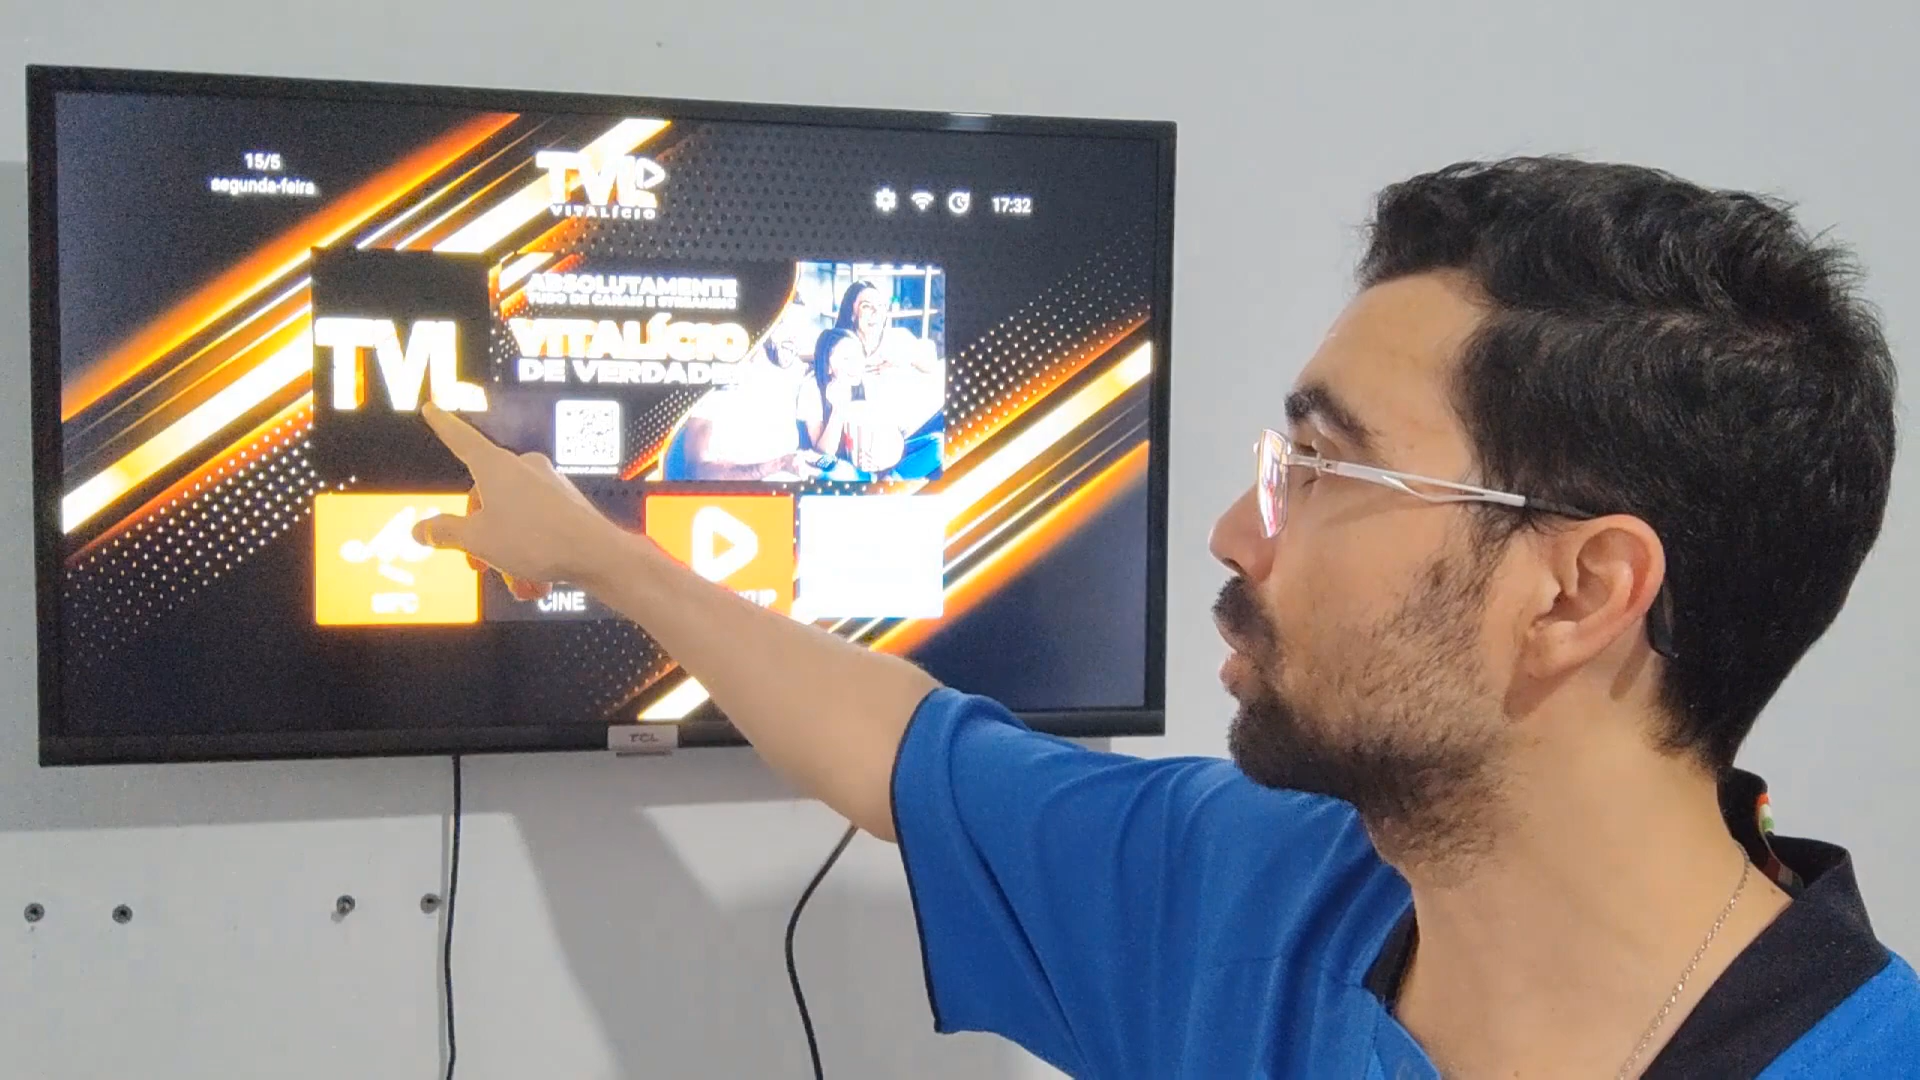 15/5
segunda-feira
TVL
VITALÍCIO
17:32
TVL
ABSOLUTAMENTE
VITALÍCIO
DE VERDADE
CINE
TCL